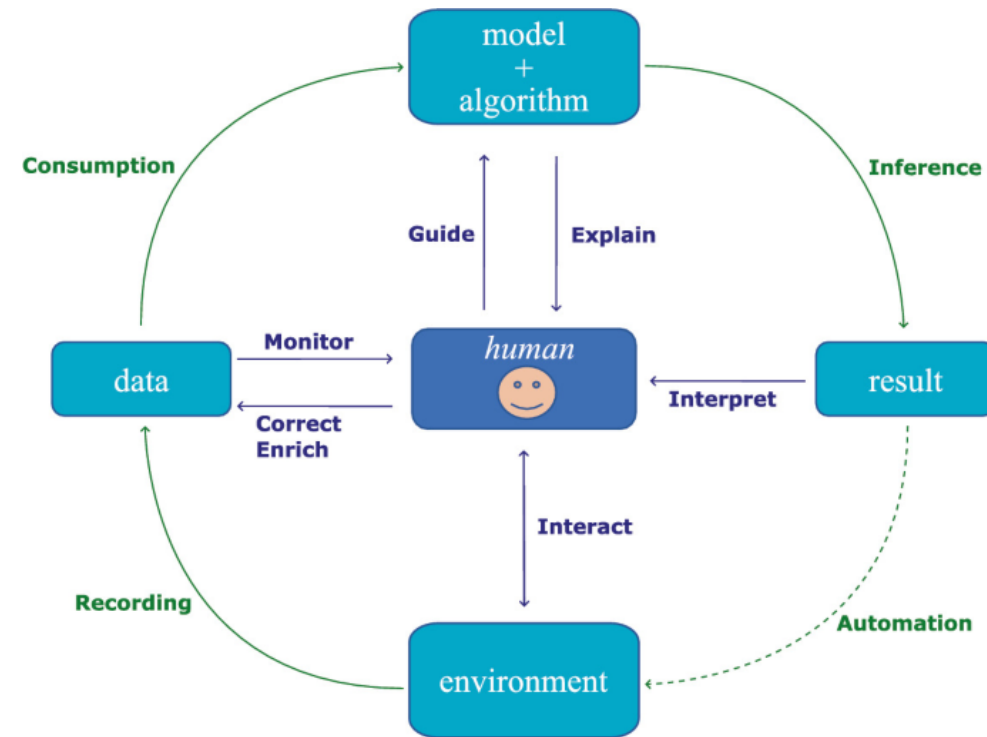 model
+
algorithm
Consumption
Inference
Guide
Explain
Monitor
human
data
result
Interpret
Correct
Enrich
Interact
Recording
Automation
environment